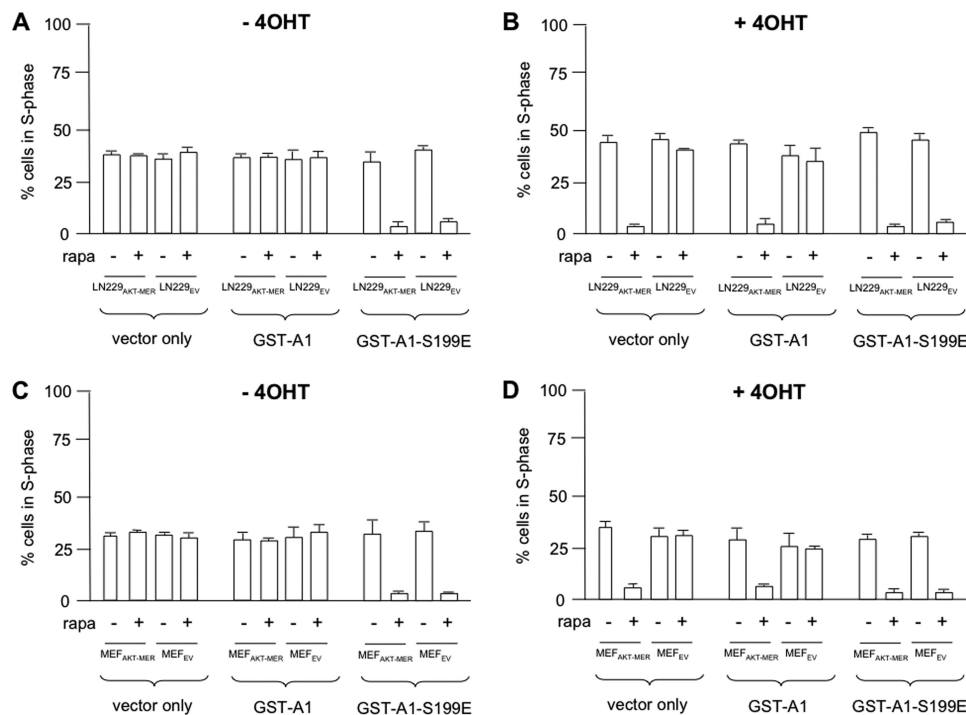 A
- 4OHT
100
75
50
25
0
% cells in S-phase
rapa - + - + - + - + - + - +
LN229AKT-MER LN229EV LN229AKT-MER LN229EV LN229AKT-MER LN229EV
vector only GST-A1 GST-A1-S199E
B
+ 4OHT
100
75
50
25
0
% cells in S-phase
rapa - + - + - + - + - + - +
LN229AKT-MER LN229EV LN229AKT-MER LN229EV LN229AKT-MER LN229EV
vector only GST-A1 GST-A1-S199E
C
- 4OHT
100
75
50
25
0
% cells in S-phase
rapa - + - + - + - + - + - +
MEFAKT-MER MEFEV MEFAKT-MER MEFEV MEFAKT-MER MEFEV
vector only GST-A1 GST-A1-S199E
D
+ 4OHT
100
75
50
25
0
% cells in S-phase
rapa - + - + - + - + - + - +
MEFAKT-MER MEFEV MEFAKT-MER MEFEV MEFAKT-MER MEFEV
vector only GST-A1 GST-A1-S199E